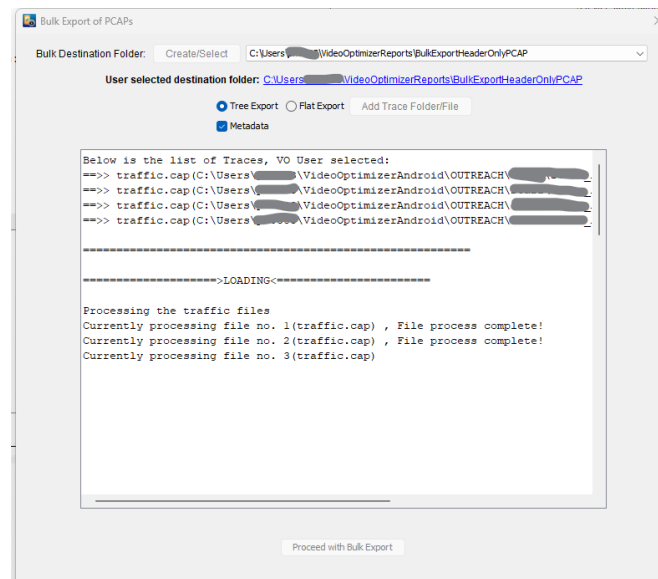 Bulk Export of PCAPs
Bulk Destination Folder: Create/Select C:\Users \VideoOptimizerReports\BulkExportHeaderOnlyPCAP
User selected destination folder: C:\Users \VideoOptimizerReports\BulkExportHeaderOnlyPCAP
Tree Export Flat Export Add Trace Folder/File
Metadata
Below is the list of Traces, VO User selected:
==>> traffic.cap(C:\Users\ \VideoOptimizerAndroid\OUTREACH\
==>> traffic.cap(C:\Users\ \VideoOptimizerAndroid\OUTREACH\
==>> traffic.cap(C:\Users\ \VideoOptimizerAndroid\OUTREACH\
==>> traffic.cap(C:\Users\ \VideoOptimizerAndroid\OUTREACH\
==========================================================
====================>LOADING<=======================
Processing the traffic files
Currently processing file no. 1(traffic.cap) , File process complete!
Currently processing file no. 2(traffic.cap) , File process complete!
Currently processing file no. 3(traffic.cap)
Proceed with Bulk Export